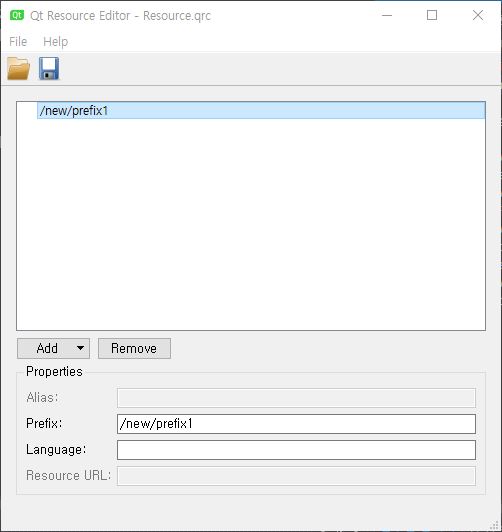 Qt Qt Resource Editor - Resource.qrc
File Help
/new/prefix1
Add Remove
Properties
Alias:
Prefix: /new/prefix1
Language:
Resource URL: